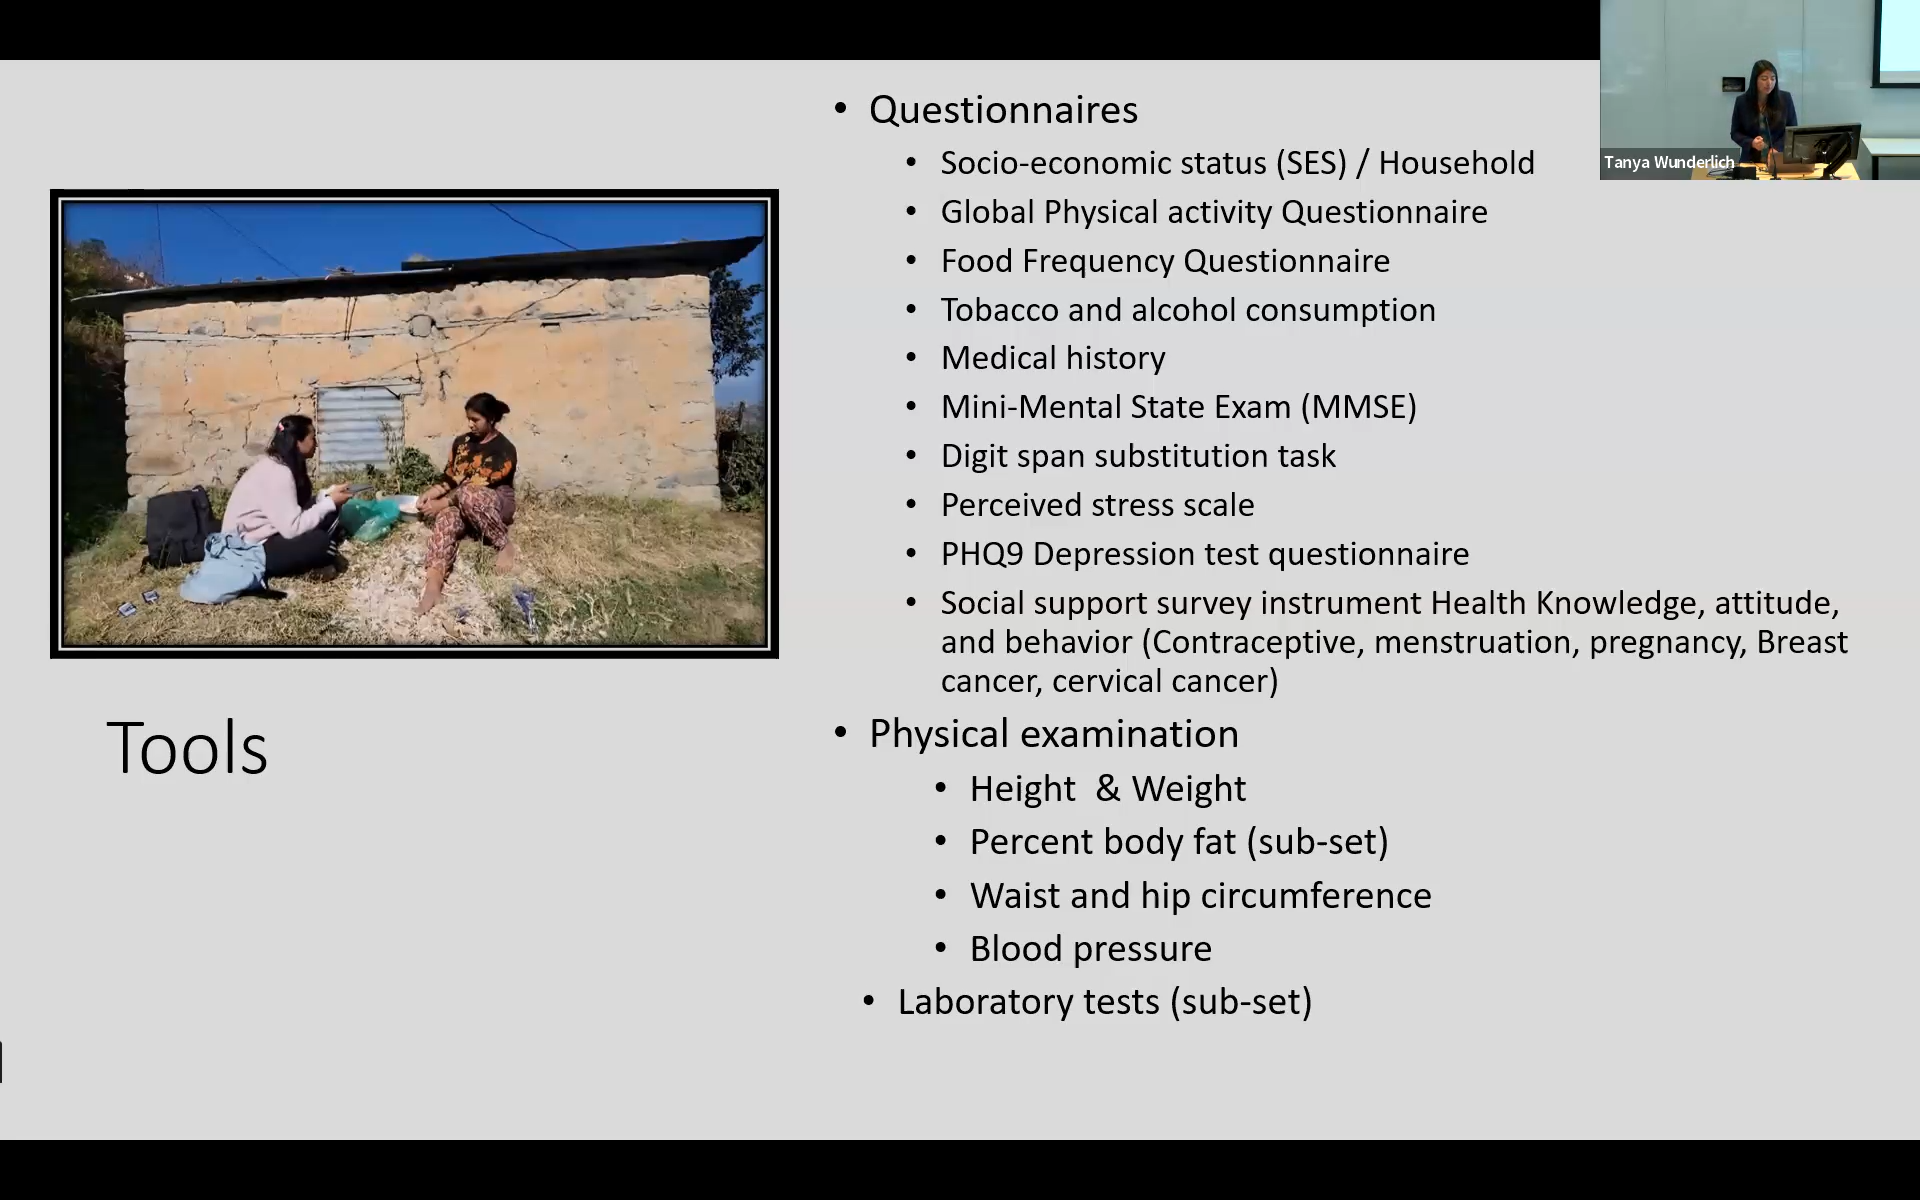 Questionnaires
Socio-economic status (SES) / Household
Global Physical activity Questionnaire
Food Frequency Questionnaire
Tobacco and alcohol consumption
Medical history
Mini-Mental State Exam (MMSE)
Digit span substitution task
Perceived stress scale
PHQ9 Depression test questionnaire
Social support survey instrument Health Knowledge, attitude,
and behavior (Contraceptive, menstruation, pregnancy, Breast
cancer, cervical cancer)
Physical examination
Height & Weight
Percent body fat (sub-set)
Waist and hip circumference
Blood pressure
Laboratory tests (sub-set)
Tools
Tanya Wunderlich